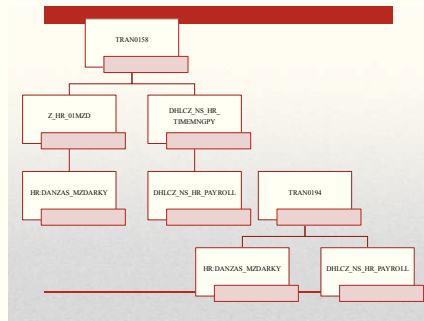 TRAN0158
Z_HR_01MZD
DHLCZ_NS_HR_
TIMEMNGPY
HR:DANZAS_MZDARKY
DHLCZ_NS_HR_PAYROLL
TRAN0194
HR:DANZAS_MZDARKY
DHLCZ_NS_HR_PAYROLL